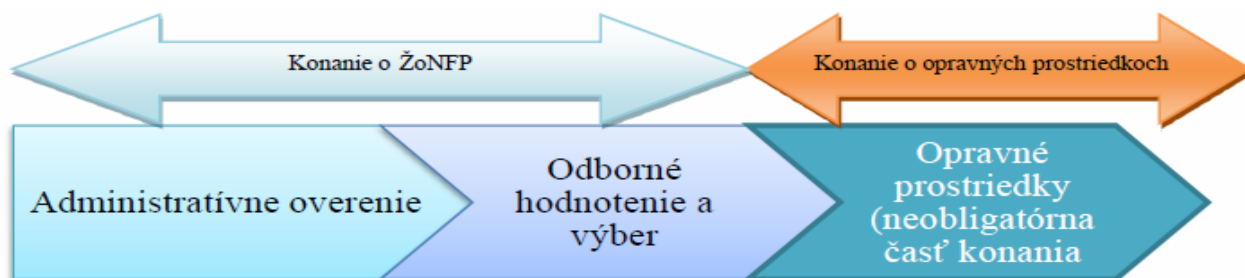 Konanie o ŽoNFP
Konanie o opravných prostriedkoch
Administratívne overenie
Odborné
hodnotenie a
výber
Opravné
prostriedky
(neobligatórna
časť konania